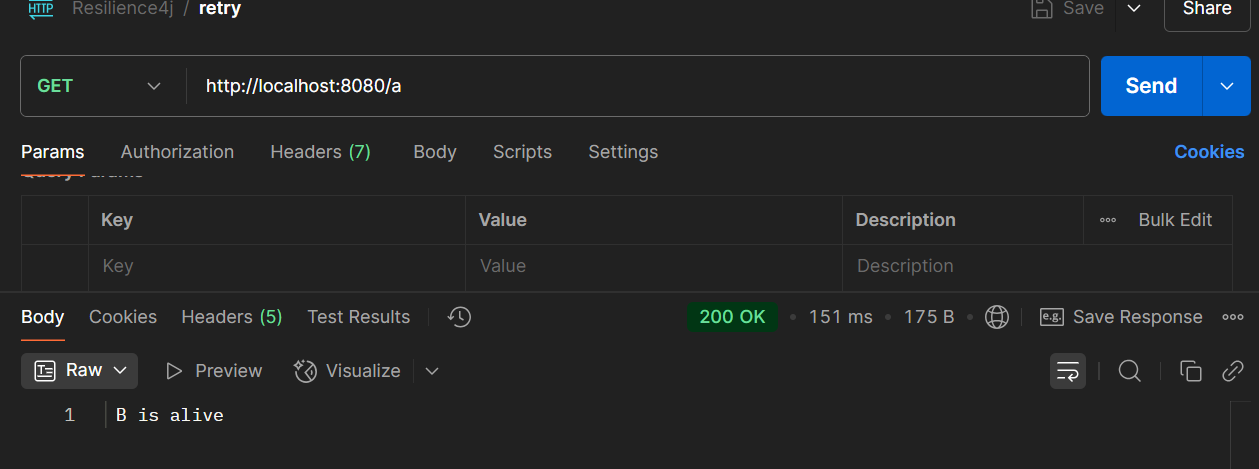 HTTP Resilience4j / retry Save Share
GET http://localhost:8080/a Send
Params Authorization Headers (7) Body Scripts Settings Cookies
Query Params
Key Value Description Bulk Edit
Key Value Description
Body Cookies Headers (5) Test Results 200 OK • 151 ms • 175 B • e.g. Save Response
Raw Preview Visualize
1 B is alive